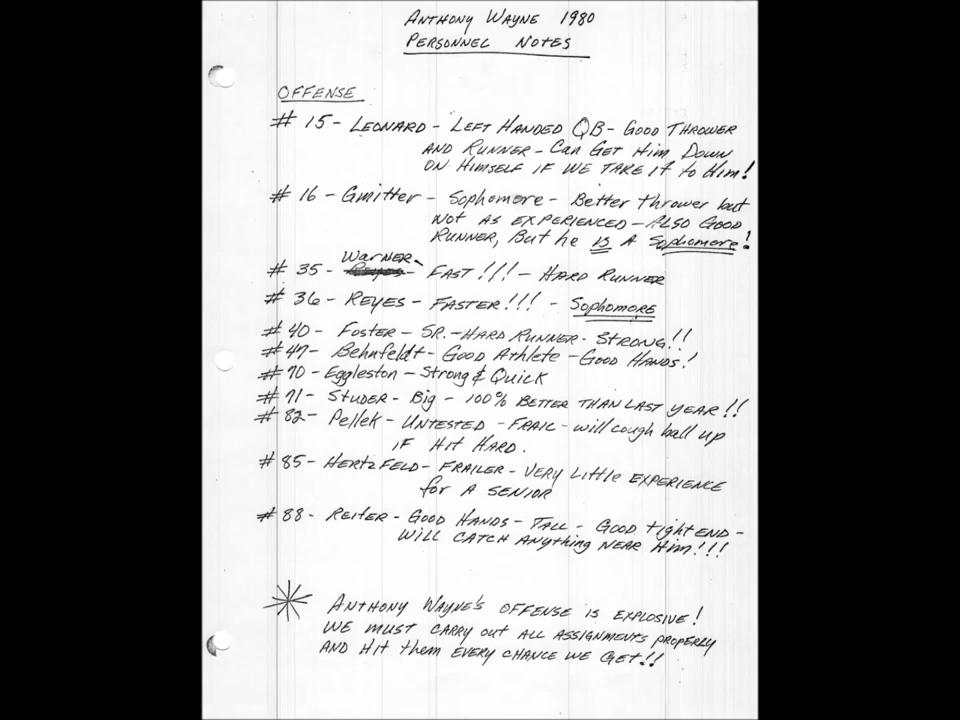 ANTHONY WAYNE 1980
PERSONNEL NOTES
OFFENSE
# 15 - LEONARD - LEFT HANDED QB - GOOD THROWER
AND RUNNER - Can GET Him Down
ON HIMSELF IF WE TAKE IT to Him!
# 16 - Gmitter - Sophomore - Better thrower but
NOT AS EXPERIENCED - ALSO GOOD
RUNNER, But he IS A Sophomore!
Warner
# 35 - Reyes - FAST!!! - HARD RUNNER
# 36 - REYES - FASTER!!! - Sophomore
# 40 - Foster - SR. - HARD RUNNER - STRONG!!
# 47 - Behnfeldt - GOOD Athlete - GOOD HANDS!
# 70 - Eggleston - Strong & QUICK
# 71 - STUDER - Big - 100% BETTER THAN LAST YEAR!!
# 82 - Pellek - UNTESTED - FRAIL - will cough ball up
IF HIT HARD.
# 85 - HERTZFELD - FRAILER - VERY LittlE EXPERIENCE
for A SENIOR
# 88 - REITER - GOOD HANDS - TALL - GOOD tight END -
WILL CATCH ANything NEAR Him!!!
ANTHONY WAYNE'S OFFENSE IS EXPLOSIVE!
WE MUST CARRY OUT ALL ASSIGNMENTS PROPERLY
AND Hit them EVERY CHANCE WE GET!!